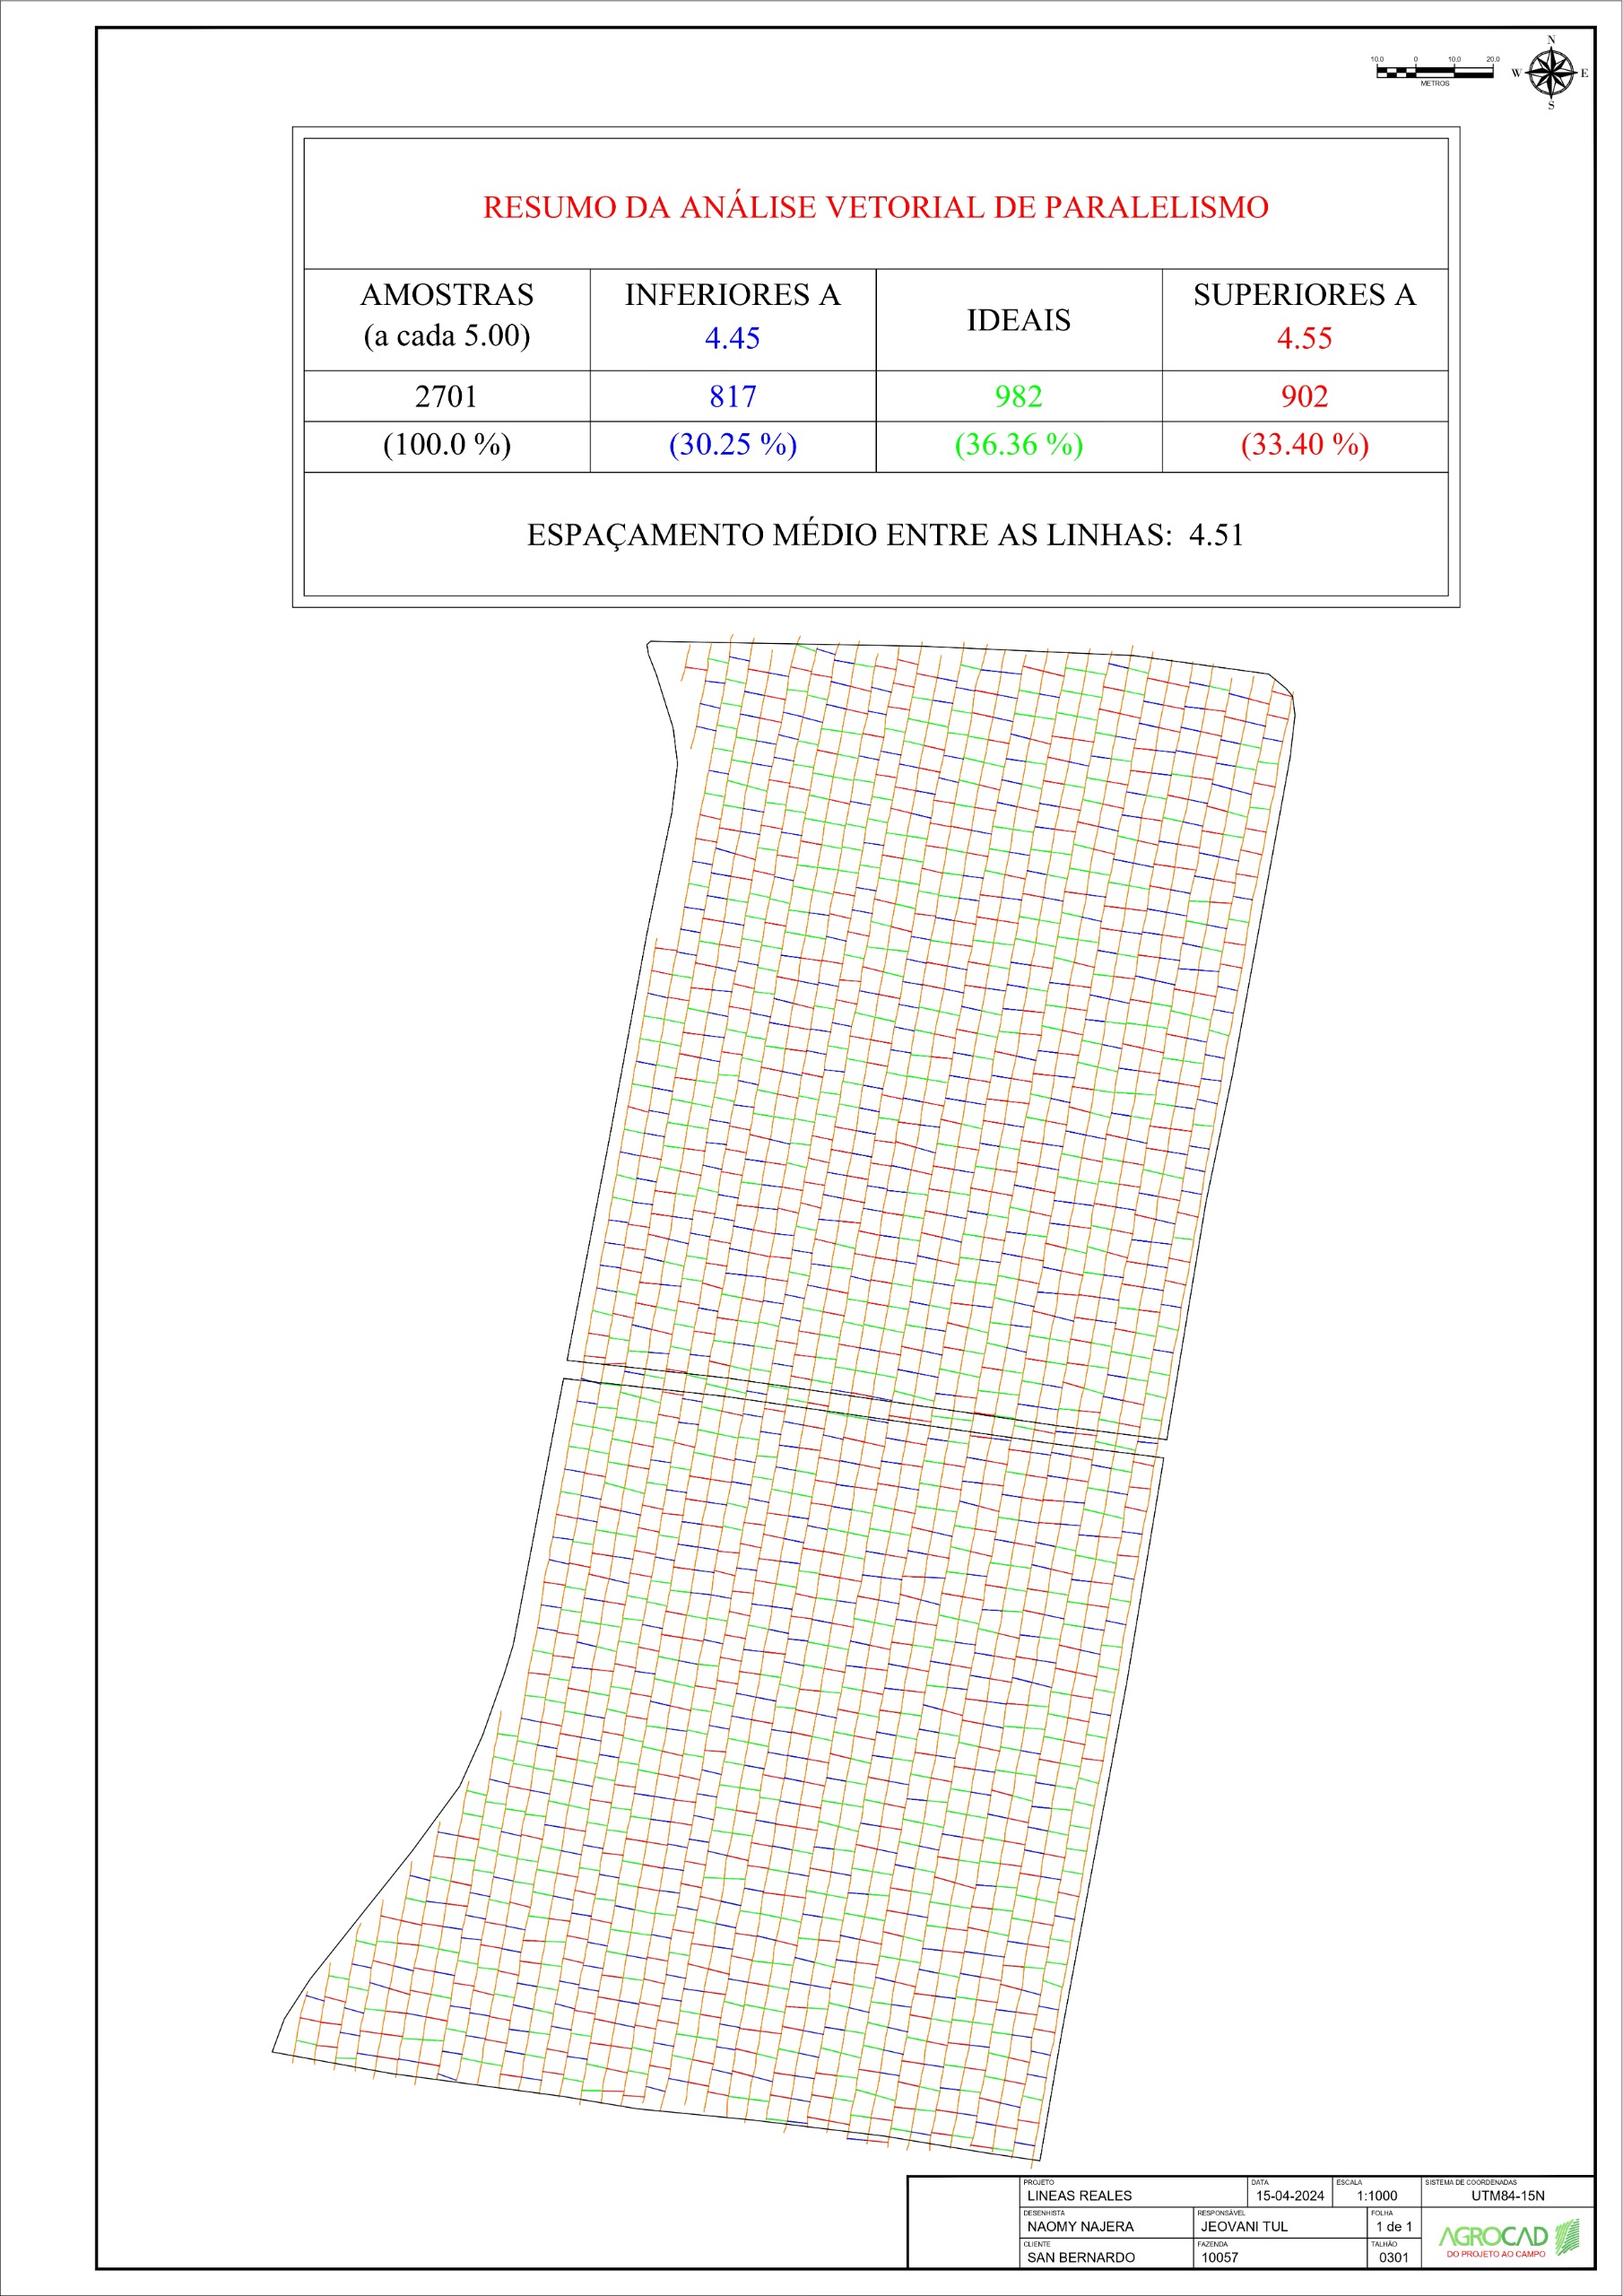 N
10.0 0 10.0 20.0
W E
METROS
S
RESUMO DA ANÁLISE VETORIAL DE PARALELISMO
AMOSTRAS
(a cada 5.00)
INFERIORES A
4.45
IDEAIS
SUPERIORES A
4.55
2701 817 982 902
(100.0 %) (30.25 %) (36.36 %) (33.40 %)
ESPAÇAMENTO MÉDIO ENTRE AS LINHAS: 4.51
PROJETO
LINEAS REALES
DATA
15-04-2024
ESCALA
1:1000
SISTEMA DE COORDENADAS
UTM84-15N
DESENHISTA
NAOMY NAJERA
RESPONSÁVEL
JEOVANI TUL
FOLHA
1 de 1
CLIENTE
SAN BERNARDO
FAZENDA
10057
TALHÃO
0301
AGROCAD
DO PROJETO AO CAMPO